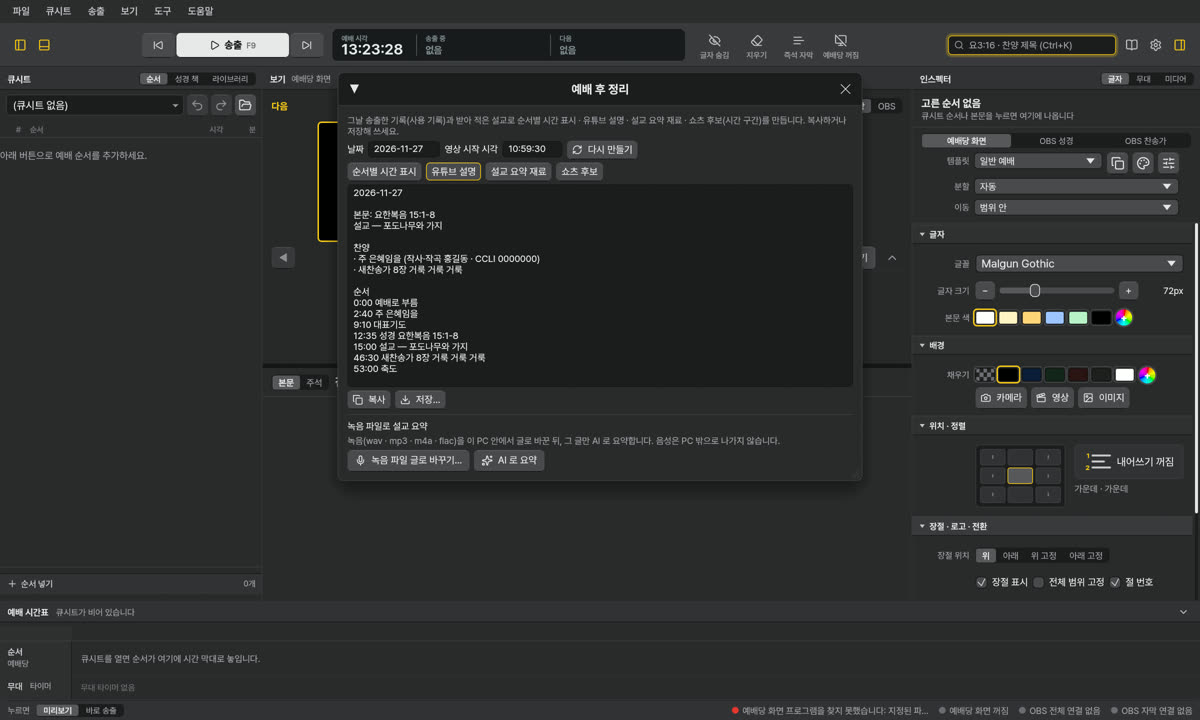 파일 큐시트 송출 보기 도구 도움말
송출 F9
예배 시각
13:23:28
송출 중
없음
다음
없음
글자 숨김 지우기 즉석 자막 예배당 꺼짐
요3:16 · 찬양 제목 (Ctrl+K)
큐시트 순서 성경 책 라이브러리
(큐시트 없음)
# 순서 시각 분
아래 버튼으로 예배 순서를 추가하세요.
순서 넣기 0개
보기 예배당 화면
OBS
다음
예배 후 정리
그날 송출한 기록(사용 기록)과 받아 적은 설교로 순서별 시간 표시 · 유튜브 설명 · 설교 요약 재료 · 쇼츠 후보(시간 구간)를 만듭니다. 복사하거나
저장해 쓰세요.
날짜 2026-11-27 영상 시작 시각 10:59:30 다시 만들기
순서별 시간 표시 유튜브 설명 설교 요약 재료 쇼츠 후보
2026-11-27
본문: 요한복음 15:1-8
설교 — 포도나무와 가지
찬양
· 주 은혜임을 (작사·작곡 홍길동 · CCLI 0000000)
· 새찬송가 8장 거룩 거룩 거룩
순서
0:00 예배로 부름
2:40 주 은혜임을
9:10 대표기도
12:35 성경 요한복음 15:1-8
15:00 설교 — 포도나무와 가지
46:30 새찬송가 8장 거룩 거룩 거룩
53:00 축도
복사 저장...
녹음 파일로 설교 요약
녹음(wav · mp3 · m4a · flac)을 이 PC 안에서 글로 바꾼 뒤, 그 글만 AI 로 요약합니다. 음성은 PC 밖으로 나가지 않습니다.
녹음 파일 글로 바꾸기... AI 로 요약
본문 주석
인스펙터 글자 무대 미디어
고른 순서 없음
큐시트 순서나 본문을 누르면 여기에 나옵니다
예배당 화면 OBS 성경 OBS 찬송가
템플릿 일반 예배
분할 자동
이동 범위 안
글자
글꼴 Malgun Gothic
글자 크기 − + 72px
본문 색
배경
채우기
카메라 영상 이미지
위치 · 정렬
1
2
내어쓰기 꺼짐
가운데 · 가운데
장절 · 로고 · 전환
장절 위치 위 아래 위 고정 아래 고정
장절 표시 전체 범위 고정 절 번호
예배 시간표 큐시트가 비어 있습니다
순서
예배당
큐시트를 열면 순서가 여기에 시간 막대로 놓입니다.
무대 타이머 무대 타이머 없음
누르면 미리보기 바로 송출
예배당 화면 프로그램을 찾지 못했습니다: 지정된 파... 예배당 화면 꺼짐 OBS 전체 연결 없음 OBS 자막 연결 없음